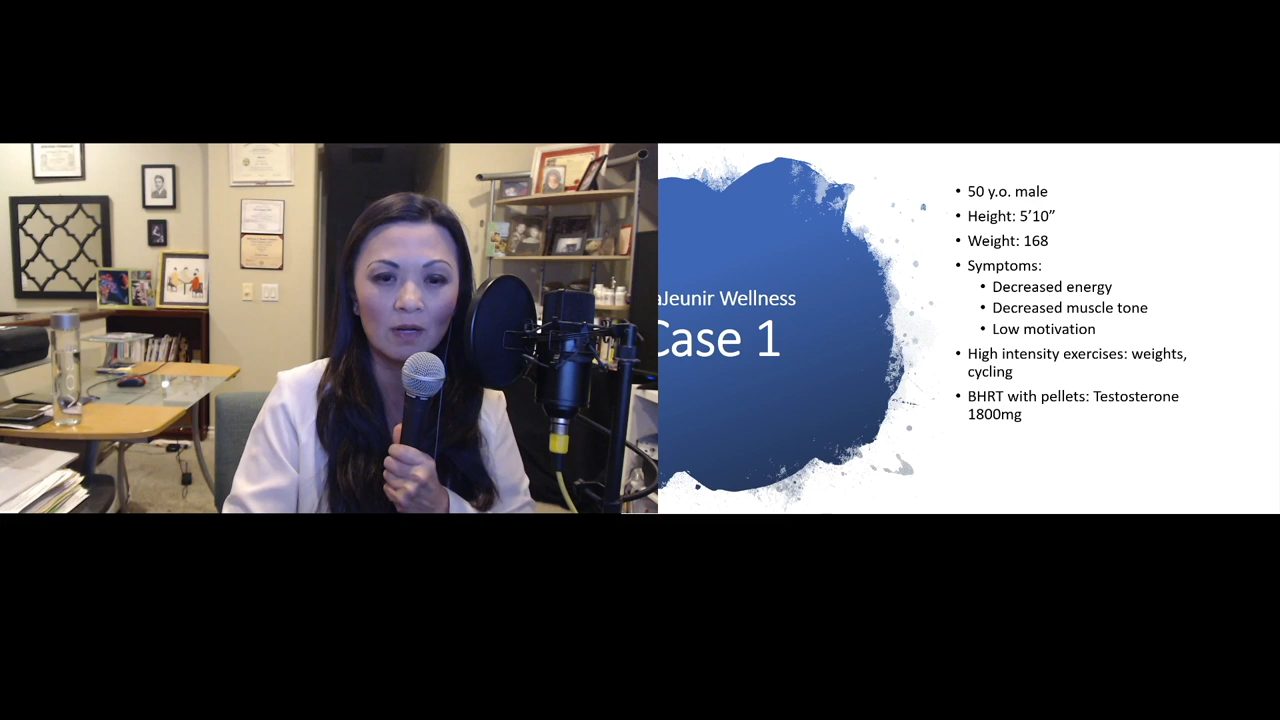 aJeunir Wellness
Case 1
• 50 y.o. male
• Height: 5’10”
• Weight: 168
• Symptoms:
• Decreased energy
• Decreased muscle tone
• Low motivation
• High intensity exercises: weights,
cycling
• BHRT with pellets: Testosterone
1800mg